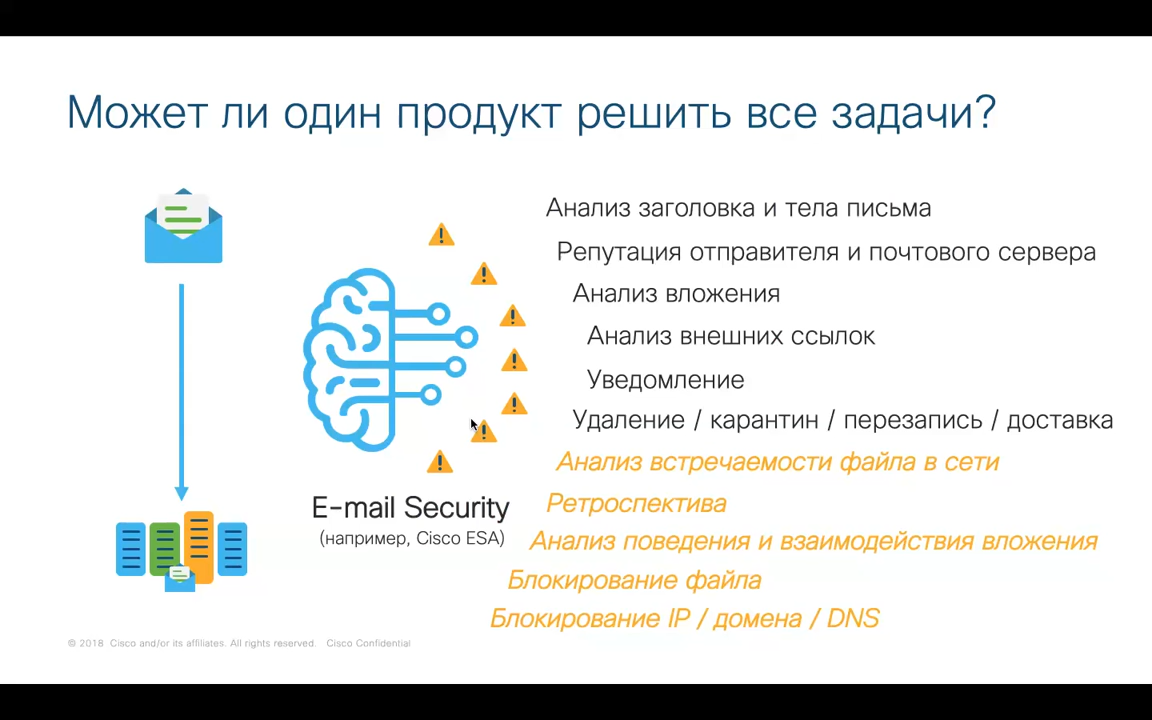 Может ли один продукт решить все задачи?
Анализ заголовка и тела письма
Репутация отправителя и почтового сервера
Анализ вложения
Анализ внешних ссылок
Уведомление
Удаление / карантин / перезапись / доставка
Анализ встречаемости файла в сети
Ретроспектива
Анализ поведения и взаимодействия вложения
Блокирование файла
Блокирование IP / домена / DNS
E-mail Security
(например, Cisco ESA)
© 2018 Cisco and/or its affiliates. All rights reserved. Cisco Confidential